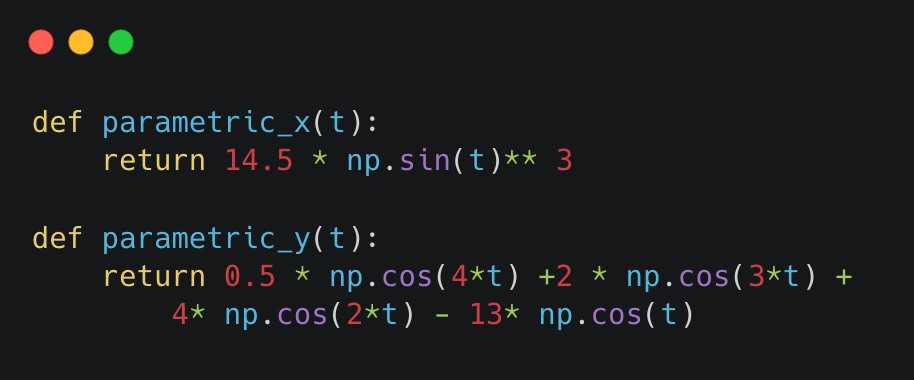 def parametric_x(t):
    return 14.5 * np.sin(t)** 3

def parametric_y(t):
    return 0.5 * np.cos(4*t) +2 * np.cos(3*t) +
        4* np.cos(2*t) - 13* np.cos(t)